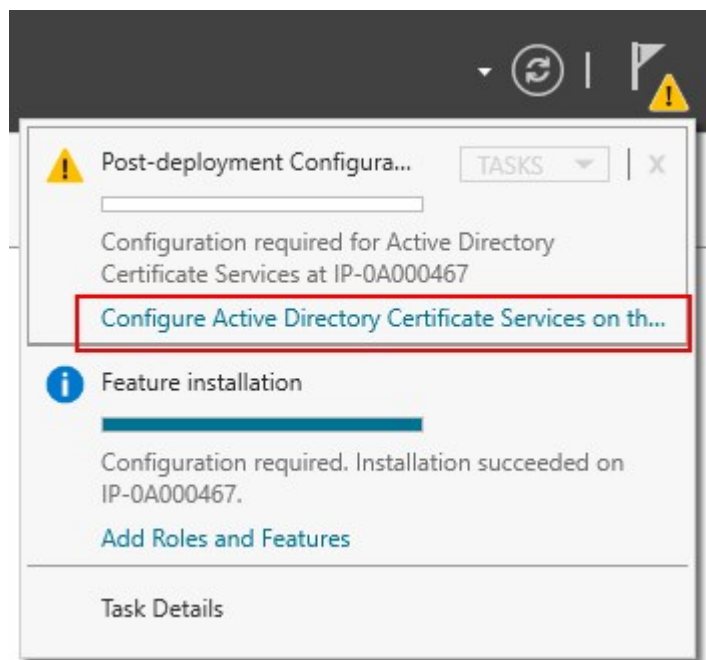 Post-deployment Configura...
TASKS
X
Configuration required for Active Directory
Certificate Services at IP-0A000467
Configure Active Directory Certificate Services on th...
Feature installation
Configuration required. Installation succeeded on
IP-0A000467.
Add Roles and Features
Task Details